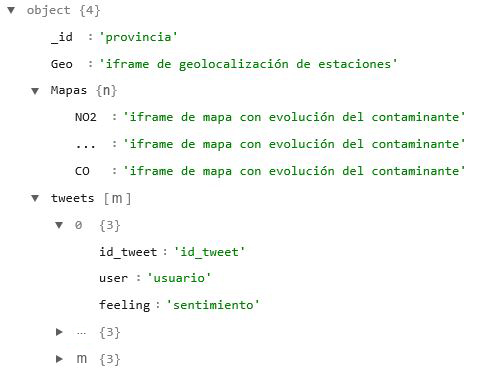 object {4}
_id : 'provincia'
Geo : 'iframe de geolocalización de estaciones'
Mapas {n}
NO2 : 'iframe de mapa con evolución del contaminante'
... : 'iframe de mapa con evolución del contaminante'
CO : 'iframe de mapa con evolución del contaminante'
tweets [m]
0 {3}
id_tweet : 'id_tweet'
user : 'usuario'
feeling : 'sentimiento'
... {3}
m {3}